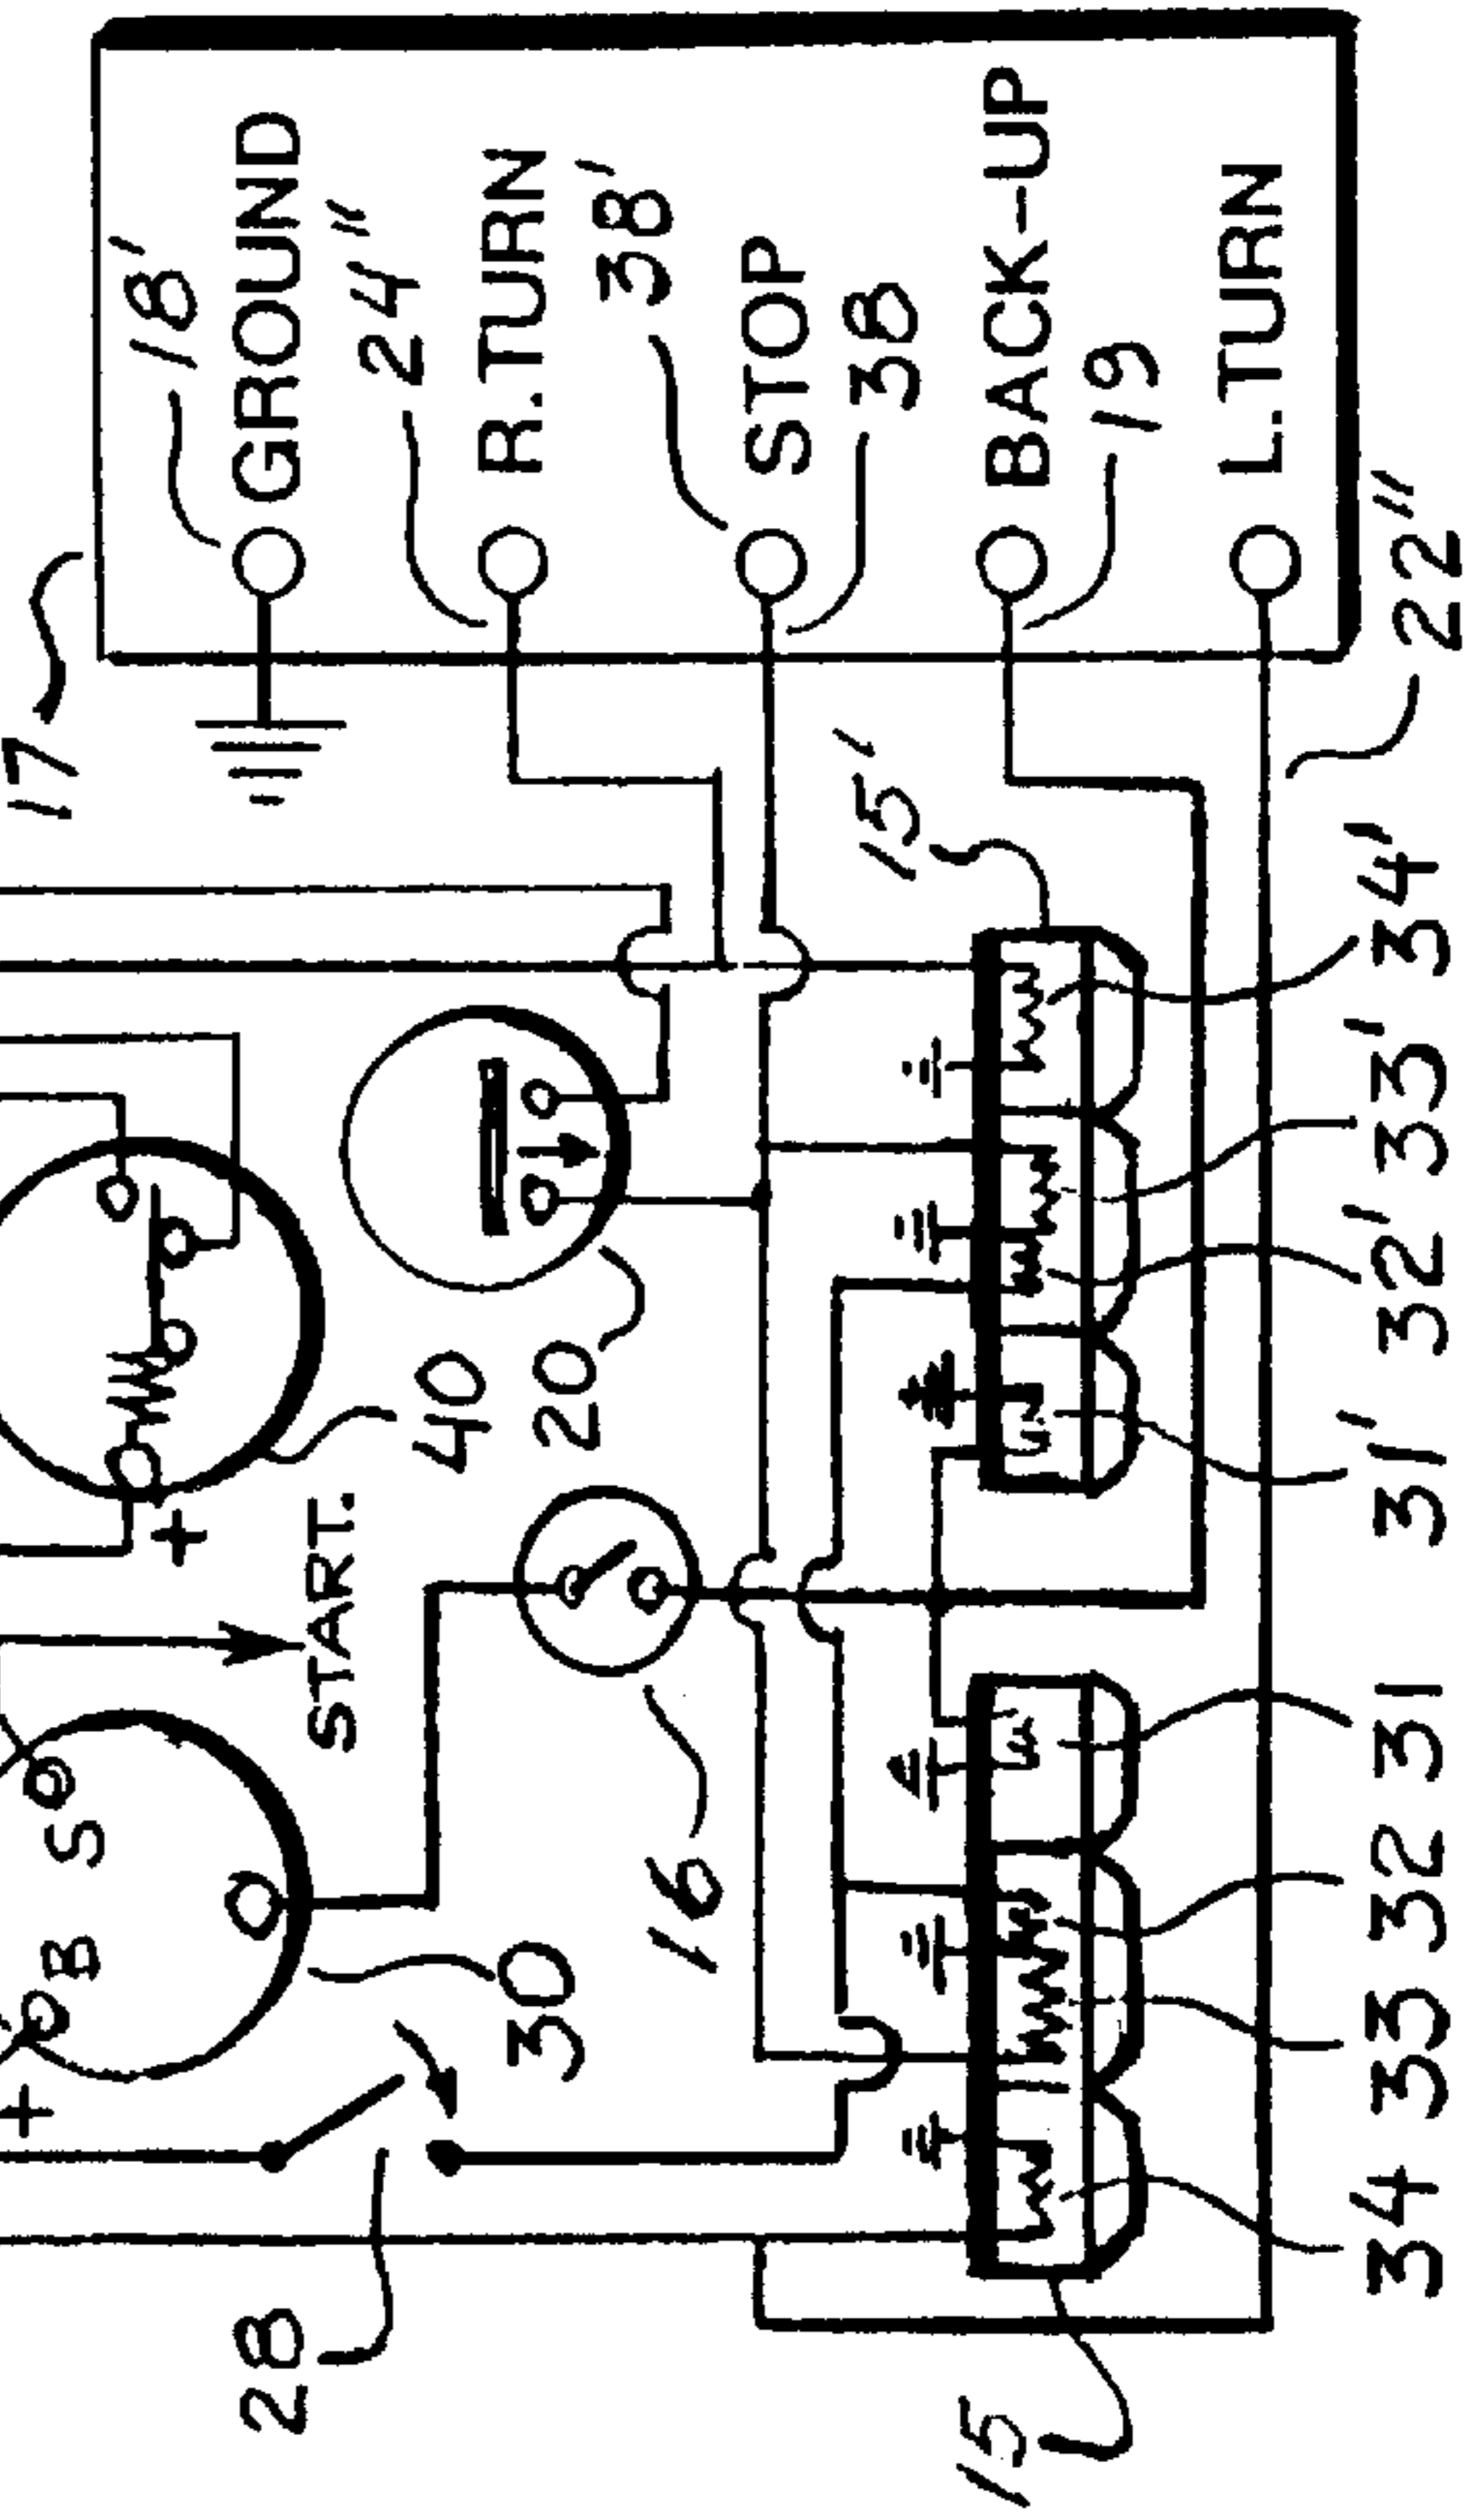 + B S 17
+ 18'
28 GROUND
START.
24"
40
R.TURN
30 20
38'
16
STOP
15' 38
15 BACK-UP
19
L.TURN
34 33 32 31 31' 32' 33' 34' 22"